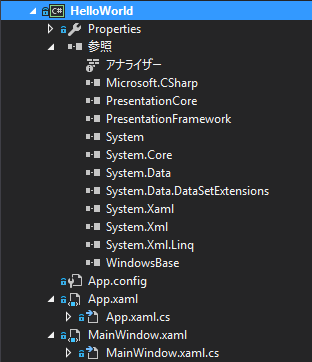 C# HelloWorld
Properties
参照
アナライザー
Microsoft.CSharp
PresentationCore
PresentationFramework
System
System.Core
System.Data
System.Data.DataSetExtensions
System.Xaml
System.Xml
System.Xml.Linq
WindowsBase
App.config
App.xaml
App.xaml.cs
MainWindow.xaml
MainWindow.xaml.cs